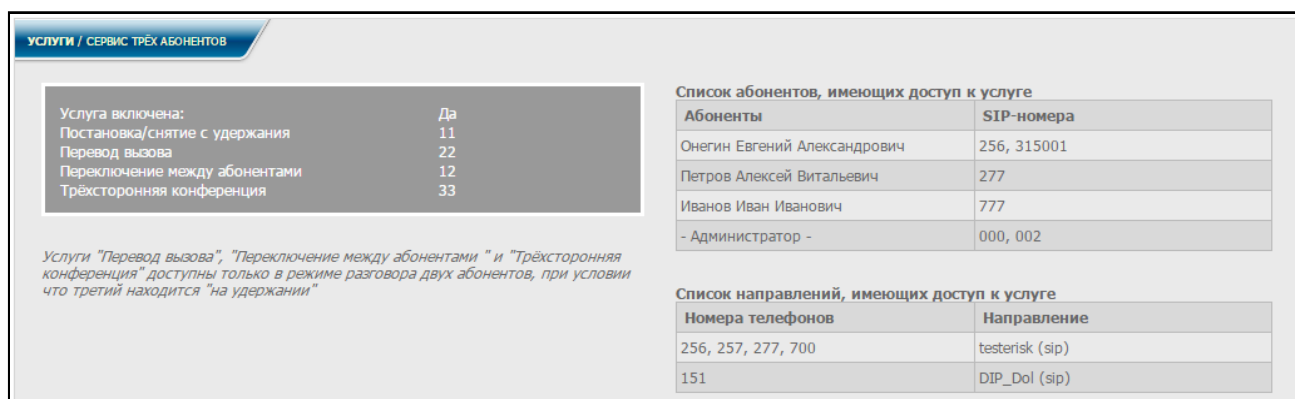 УСЛУГИ / СЕРВИС ТРЁХ АБОНЕНТОВ
Услуга включена: Да
Постановка/снятие с удержания 11
Перевод вызова 22
Переключение между абонентами 12
Трёхсторонняя конференция 33
Услуги "Перевод вызова", "Переключение между абонентами " и "Трёхсторонняя
конференция" доступны только в режиме разговора двух абонентов, при условии
что третий находится "на удержании"
Список абонентов, имеющих доступ к услуге
Абоненты SIP-номера
Онегин Евгений Александрович 256, 315001
Петров Алексей Витальевич 277
Иванов Иван Иванович 777
- Администратор - 000, 002
Список направлений, имеющих доступ к услуге
Номера телефонов Направление
256, 257, 277, 700 testerisk (sip)
151 DIP_Dol (sip)